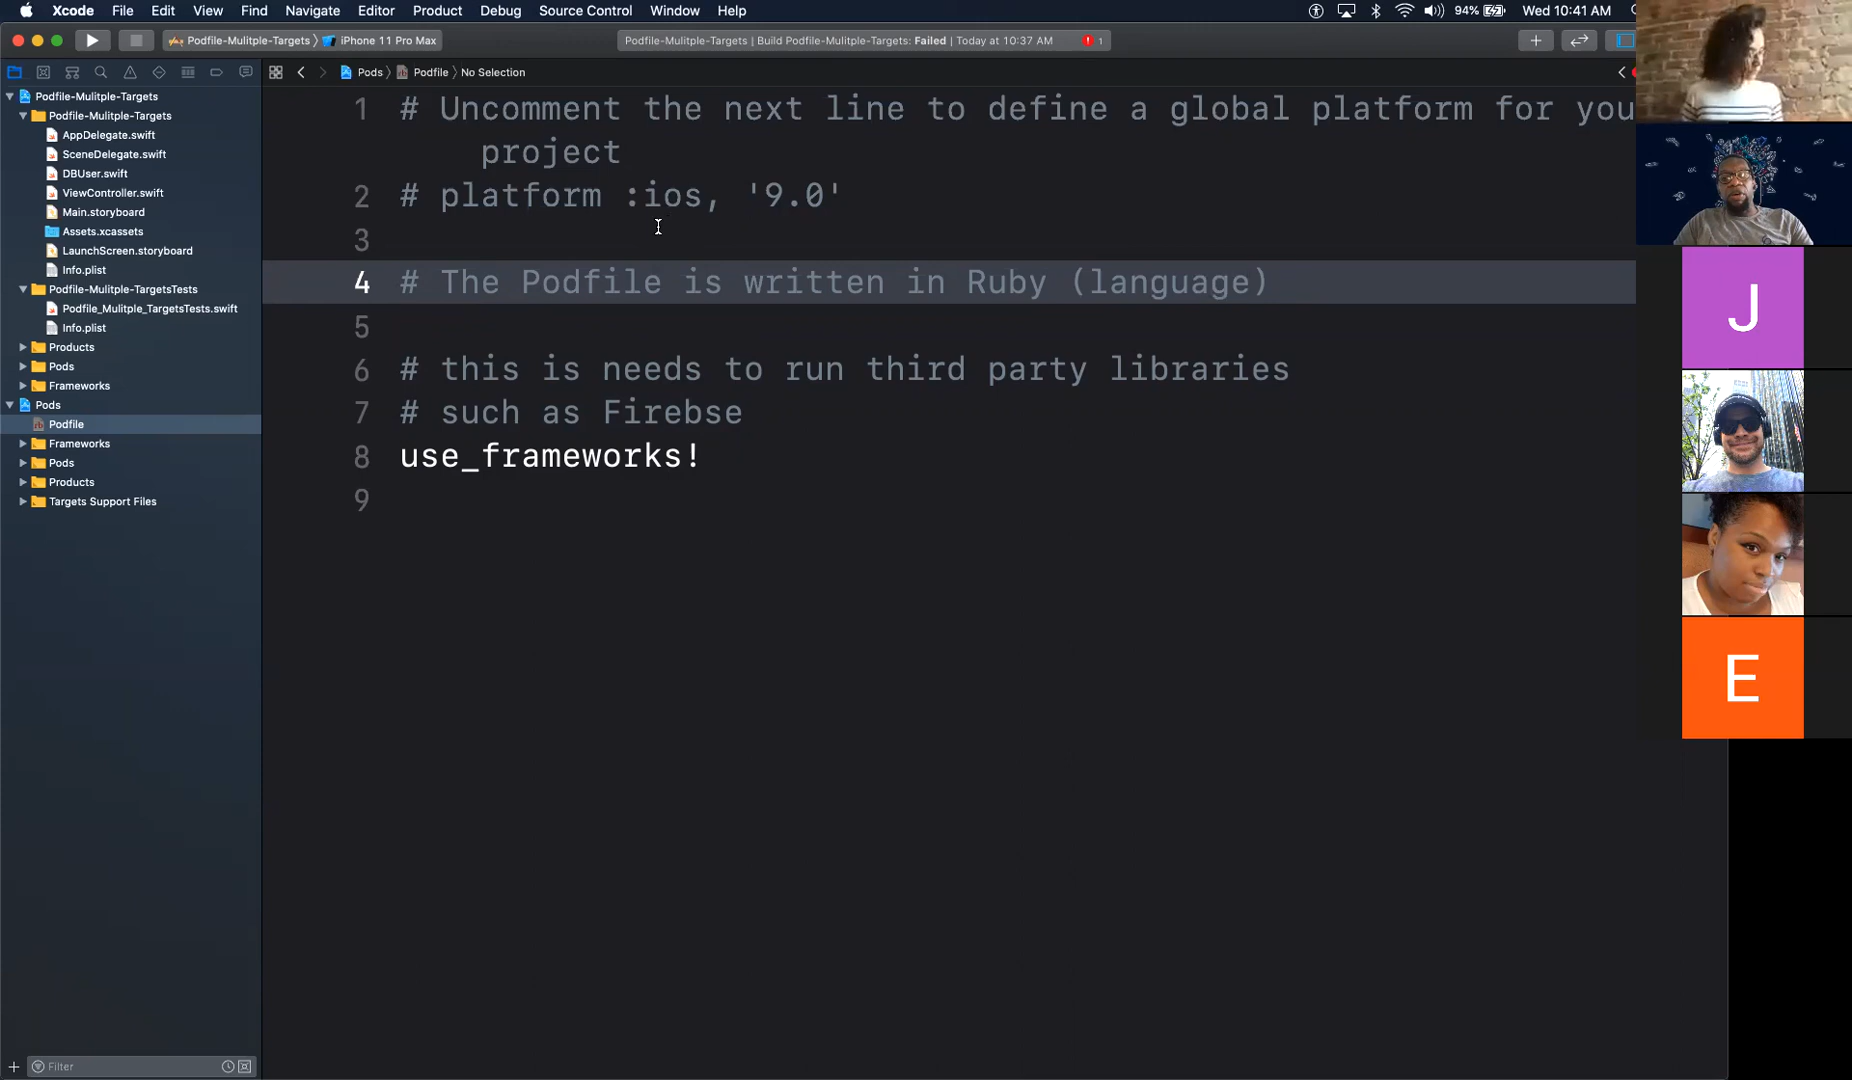 Xcode File Edit View Find Navigate Editor Product Debug Source Control Window Help 94% Wed 10:41 AM
Podfile-Mulitple-Targets iPhone 11 Pro Max Podfile-Mulitple-Targets | Build Podfile-Mulitple-Targets: Failed | Today at 10:37 AM 1
Pods Podfile No Selection
Podfile-Mulitple-Targets
Podfile-Mulitple-Targets
AppDelegate.swift
SceneDelegate.swift
DBUser.swift
ViewController.swift
Main.storyboard
Assets.xcassets
LaunchScreen.storyboard
Info.plist
Podfile-Mulitple-TargetsTests
Podfile_Mulitple_TargetsTests.swift
Info.plist
Products
Pods
Frameworks
Pods
Podfile
Frameworks
Pods
Products
Targets Support Files
Filter
1 # Uncomment the next line to define a global platform for you
project
2 # platform :ios, '9.0'
3
4 # The Podfile is written in Ruby (language)
5
6 # this is needs to run third party libraries
7 # such as Firebse
8 use_frameworks!
9
J
E